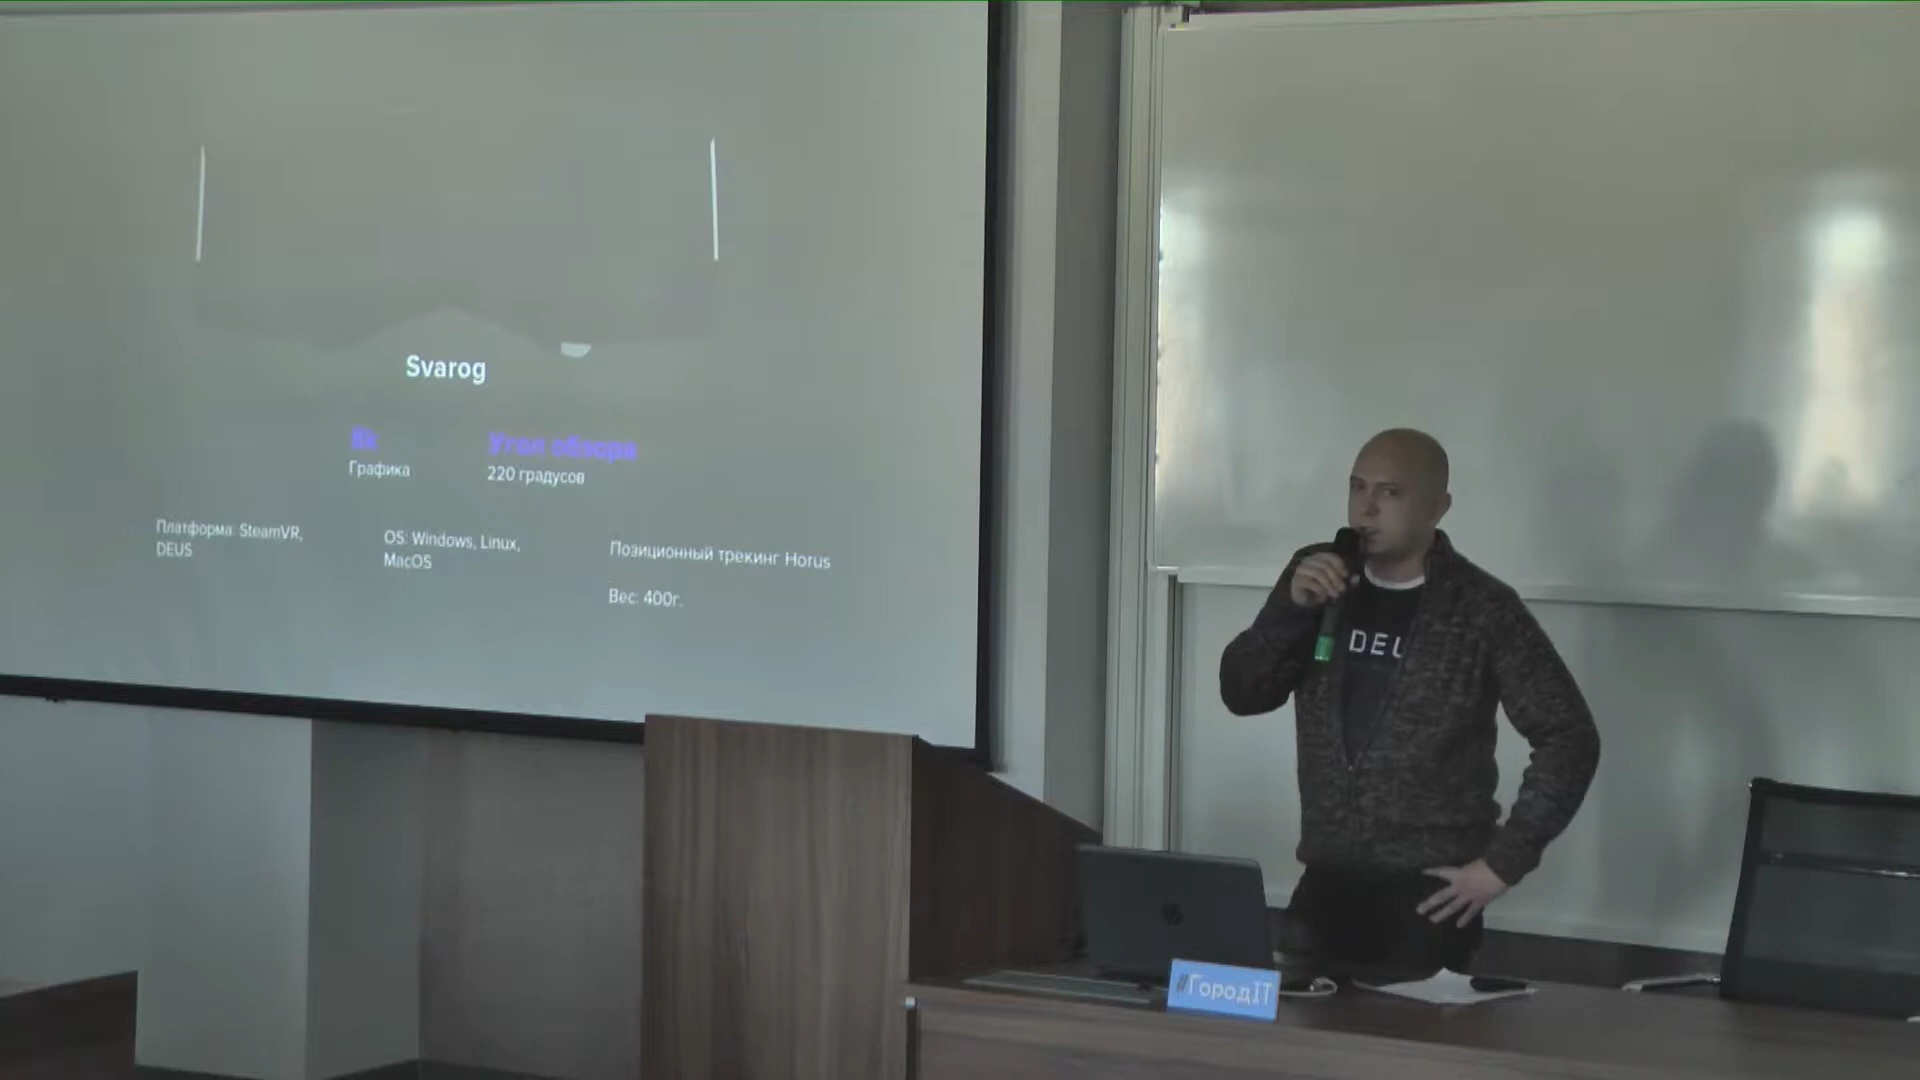 Svarog
8k
Угол обзора
Графика
220 градусов
Платформа: SteamVR,
DEUS
OS: Windows, Linux,
MacOS
Позиционный трекинг Horus
Вес: 400г.
DEU
#ГородIT